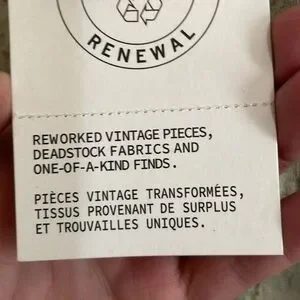 RENEWAL
REWORKED VINTAGE PIECES,
DEADSTOCK FABRICS AND
ONE-OF-A-KIND FINDS.
PIÈCES VINTAGE TRANSFORMÉES,
TISSUS PROVENANT DE SURPLUS
ET TROUVAILLES UNIQUES.